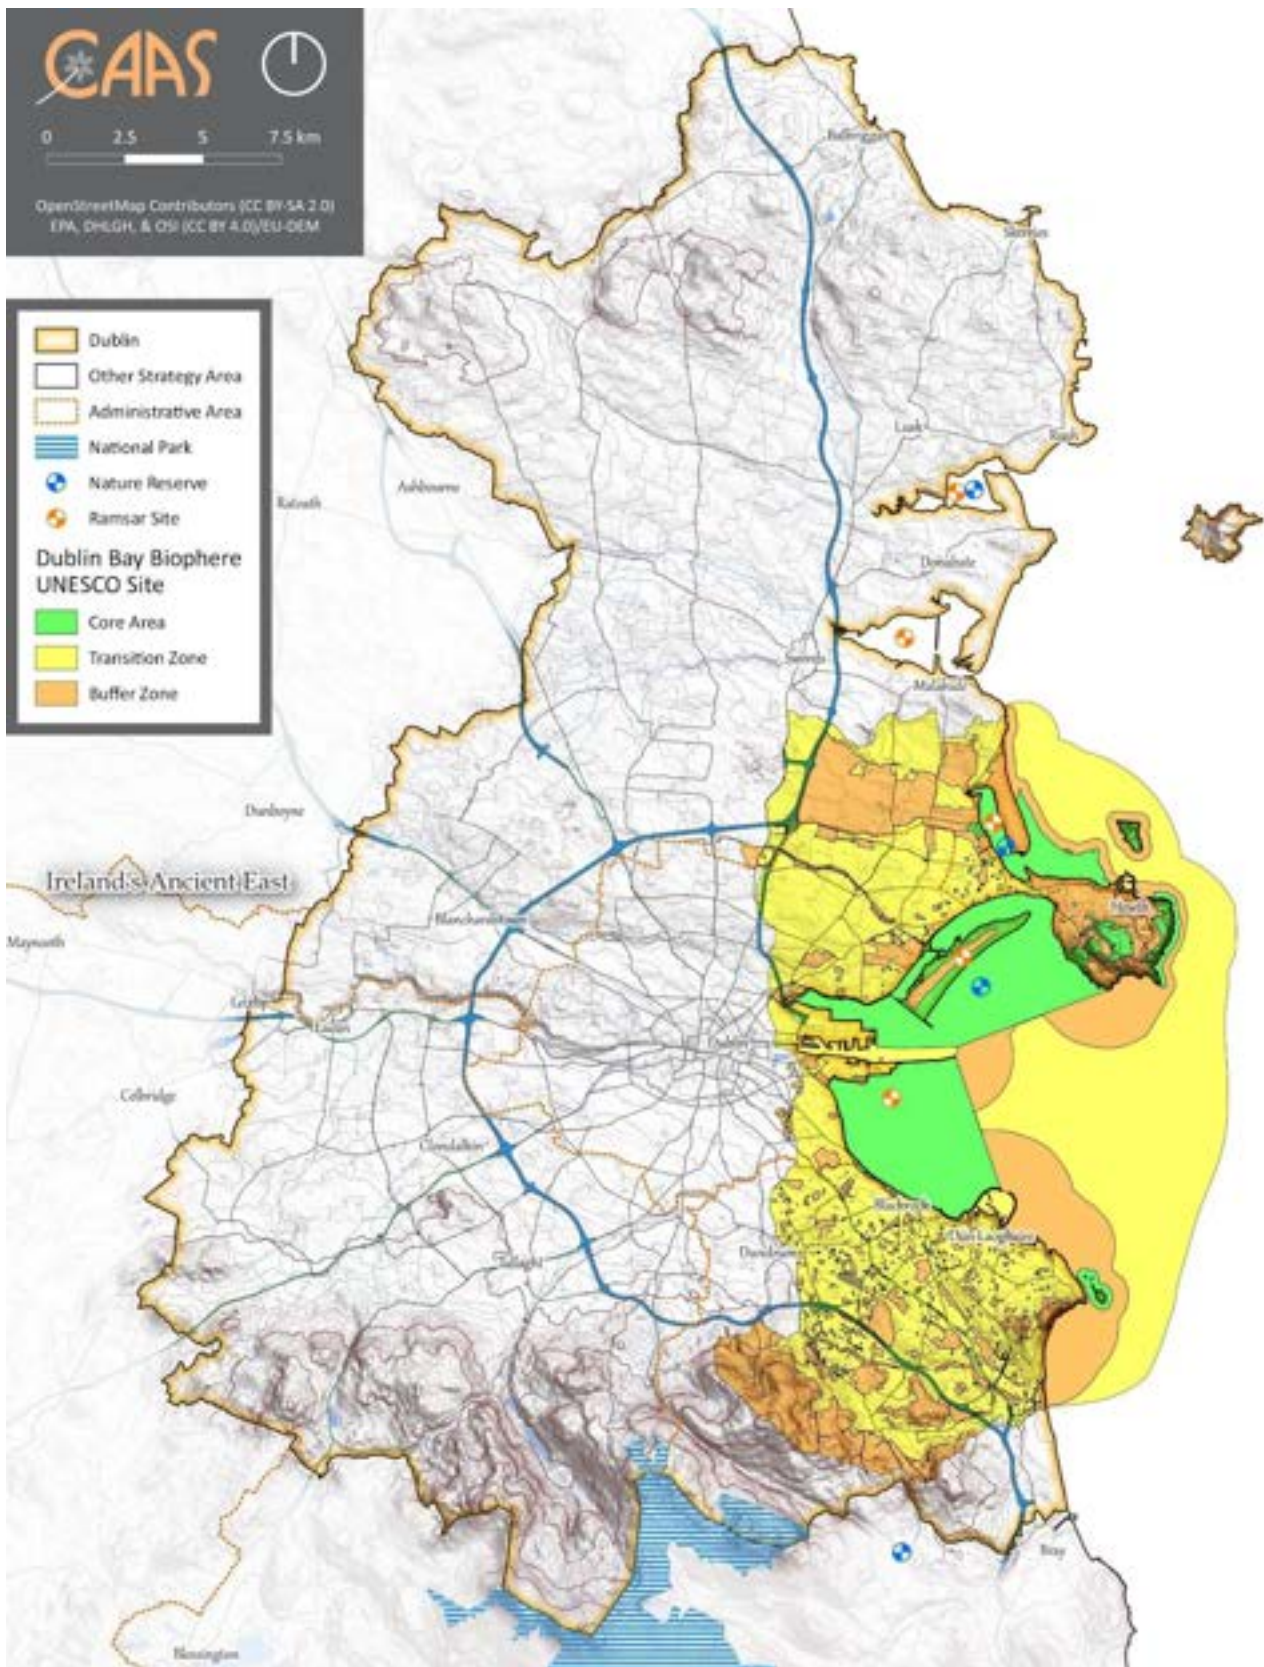 CAAS
0 2.5 5 7.5 km
OpenStreetMap Contributors (CC BY-SA 2.0)
EPA, DHLGH, & OSI (CC BY 4.0)/EU-DEM
Dublin
Other Strategy Area
Administrative Area
National Park
Nature Reserve
Ramsar Site
Dublin Bay Biophere
UNESCO Site
Core Area
Transition Zone
Buffer Zone
Balbriggan
Skerries
Lusk
Rush
Ashbourne
Ratoath
Donabate
Swords
Malahide
Dunboyne
Ireland's Ancient East
Blanchardstown
Howth
Maynooth
Leixlip
Lucan
Dublin
Celbridge
Clondalkin
Blackrock
Dún Laoghaire
Dundrum
Tallaght
Bray
Blessington